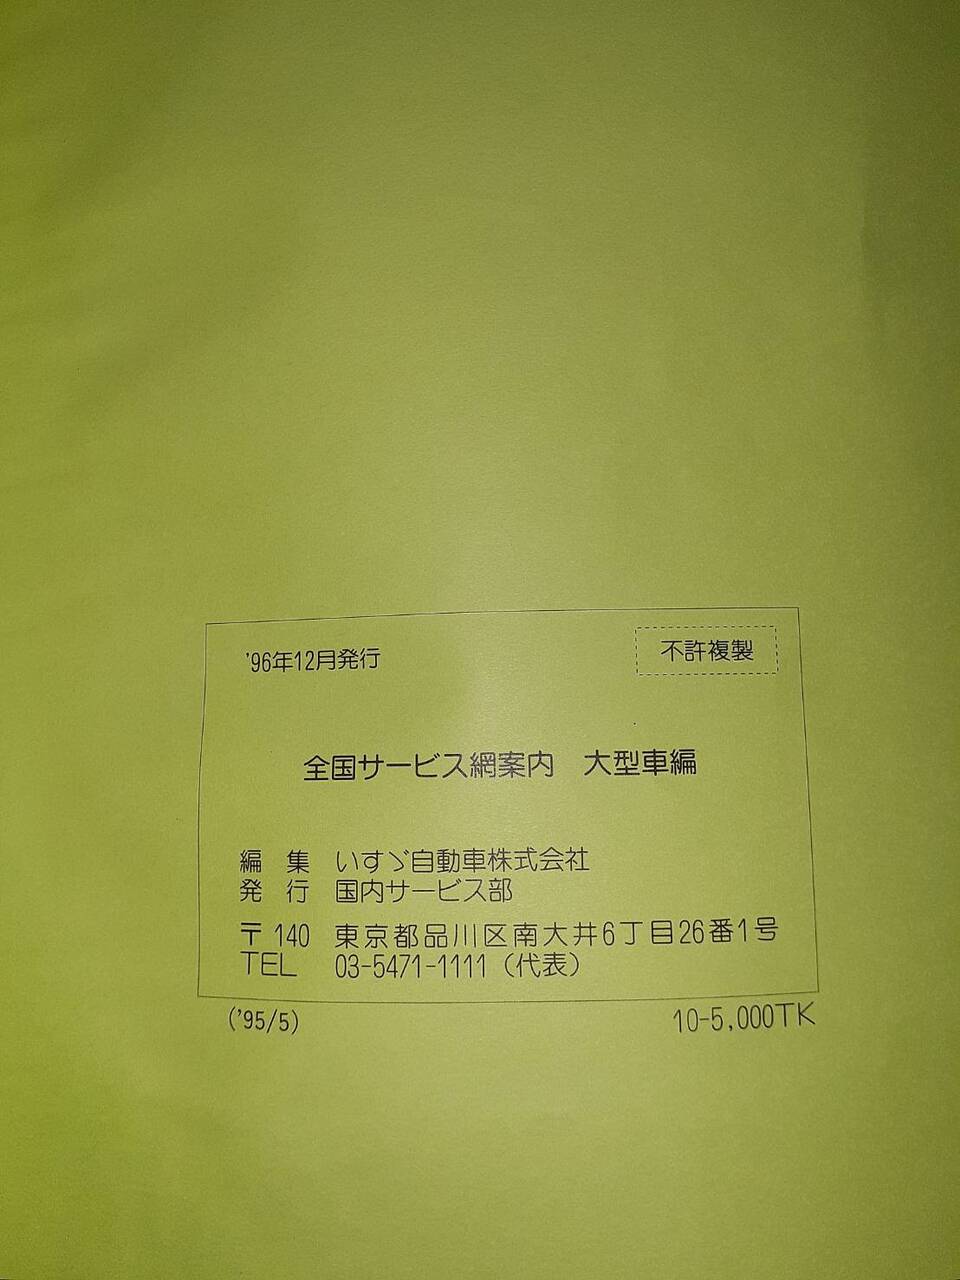 '96年12月発行
不許複製
全国サービス網案内　大型車編
編　集　いすゞ自動車株式会社
発　行　国内サービス部
〒140　東京都品川区南大井6丁目26番1号
TEL　03-5471-1111（代表）
('95/5)
10-5,000TK